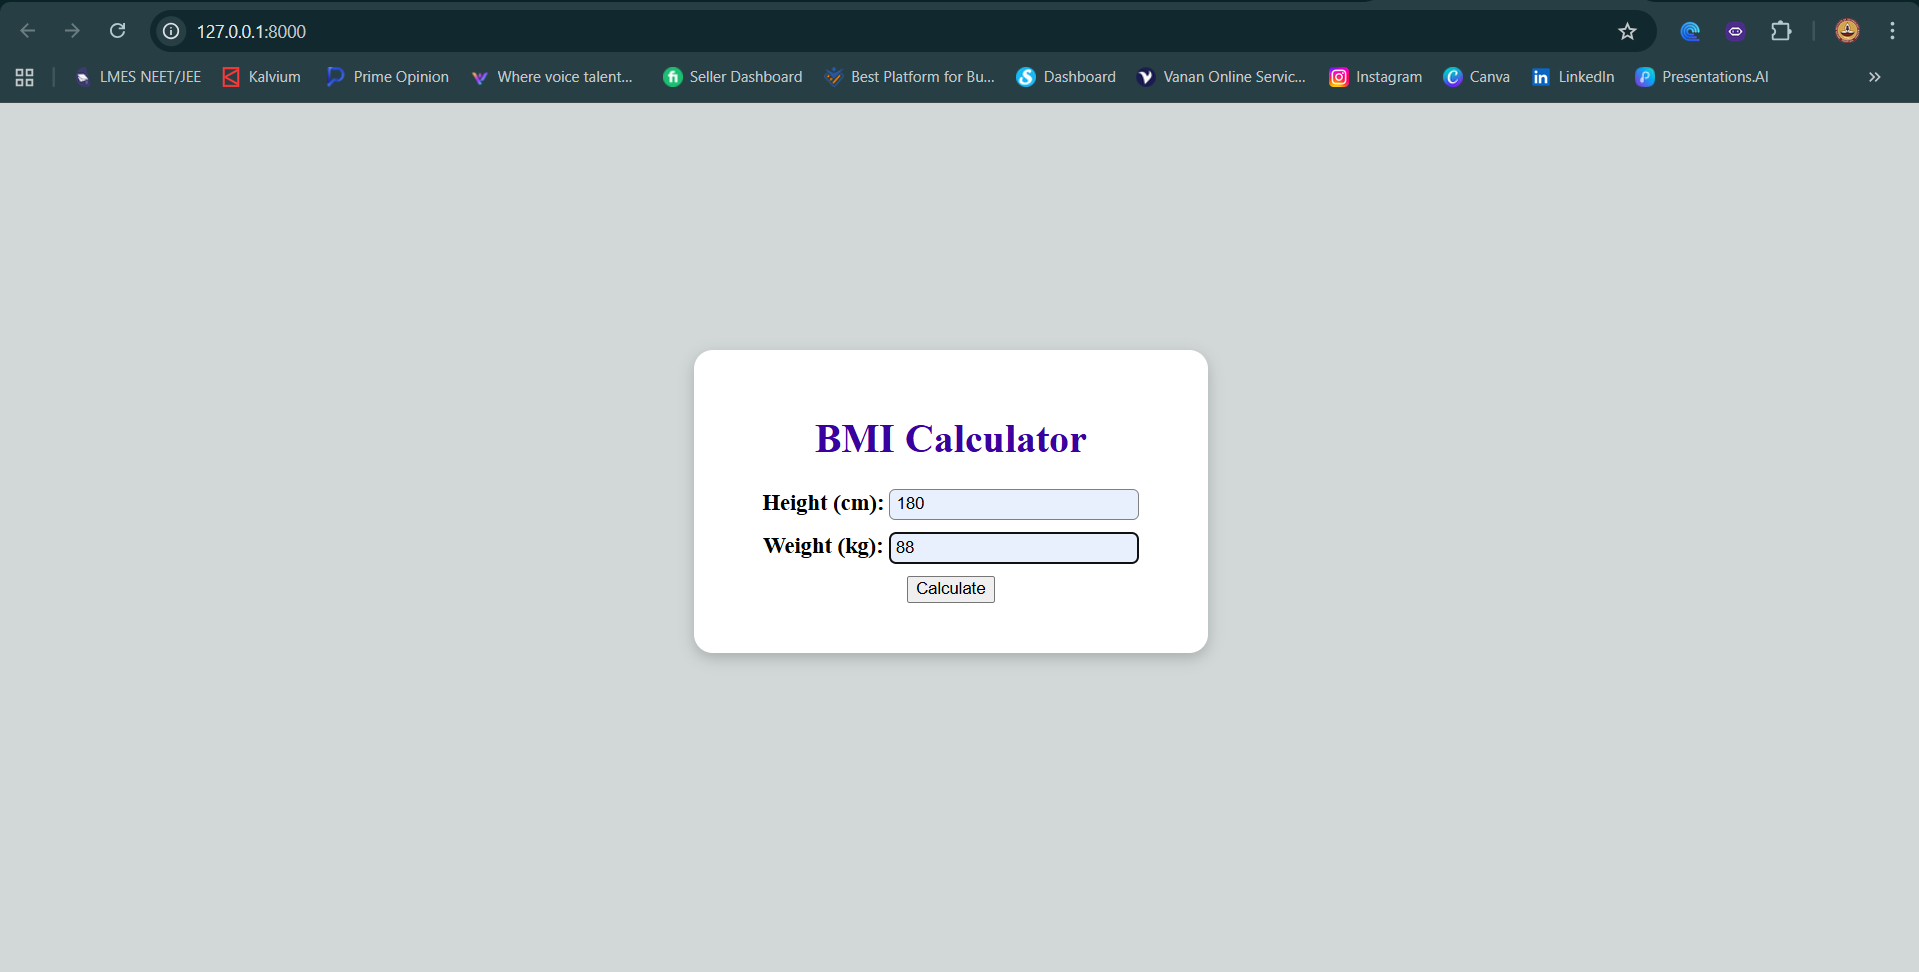 127.0.0.1:8000
LMES NEET/JEE Kalvium Prime Opinion Where voice talent... Seller Dashboard Best Platform for Bu... Dashboard Vanan Online Servic... Instagram Canva LinkedIn Presentations.AI
BMI Calculator
Height (cm): 180
Weight (kg): 88
Calculate